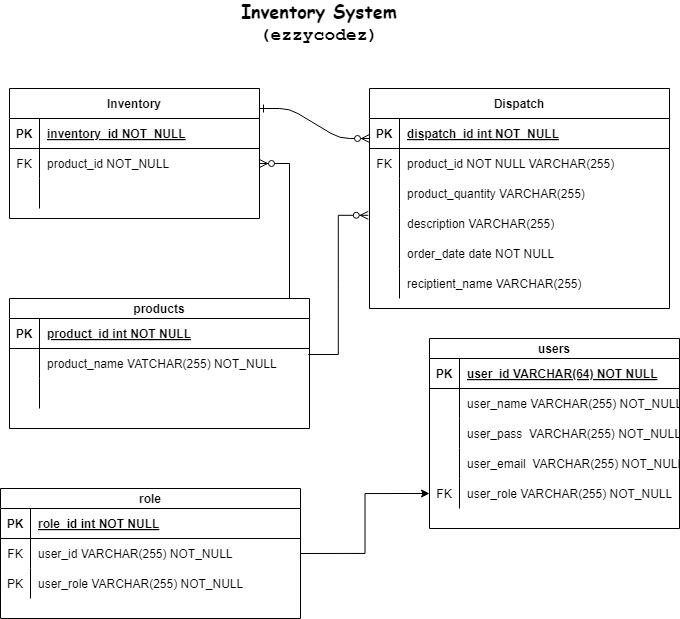 Inventory System
(ezzycodez)
Inventory
PK inventory_id NOT_NULL
FK product_id NOT_NULL
Dispatch
PK dispatch_id int NOT_NULL
FK product_id NOT NULL VARCHAR(255)
product_quantity VARCHAR(255)
description VARCHAR(255)
order_date date NOT NULL
reciptient_name VARCHAR(255)
products
PK product_id int NOT NULL
product_name VATCHAR(255) NOT_NULL
users
PK user_id VARCHAR(64) NOT NULL
user_name VARCHAR(255) NOT_NULL
user_pass VARCHAR(255) NOT_NULL
user_email VARCHAR(255) NOT_NULL
FK user_role VARCHAR(255) NOT_NULL
role
PK role_id int NOT NULL
FK user_id VARCHAR(255) NOT_NULL
PK user_role VARCHAR(255) NOT_NULL